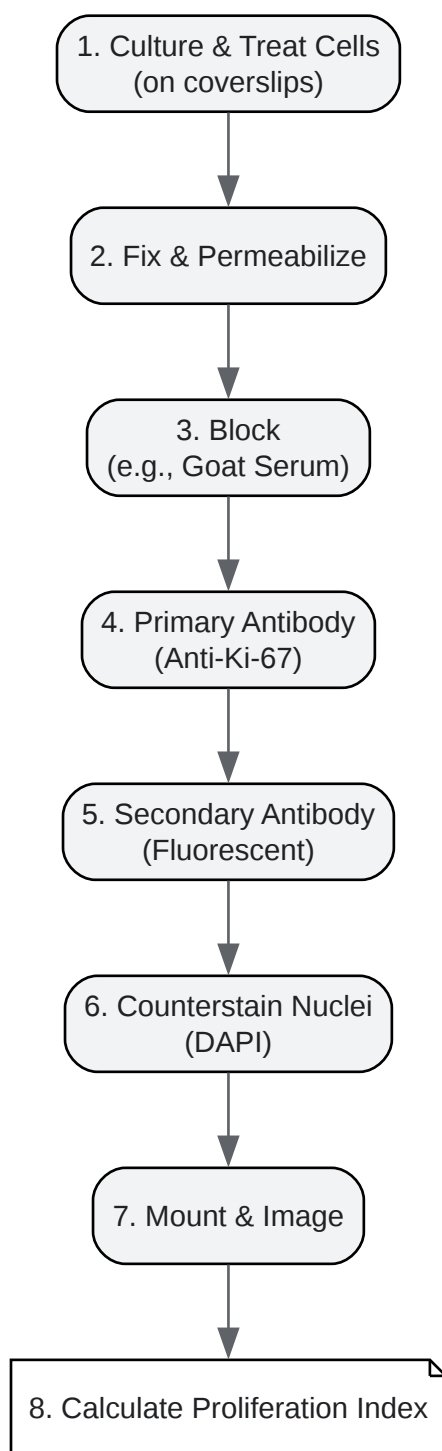 1. Culture & Treat Cells
(on coverslips)
2. Fix & Permeabilize
3. Block
(e.g., Goat Serum)
4. Primary Antibody
(Anti-Ki-67)
5. Secondary Antibody
(Fluorescent)
6. Counterstain Nuclei
(DAPI)
7. Mount & Image
8. Calculate Proliferation Index